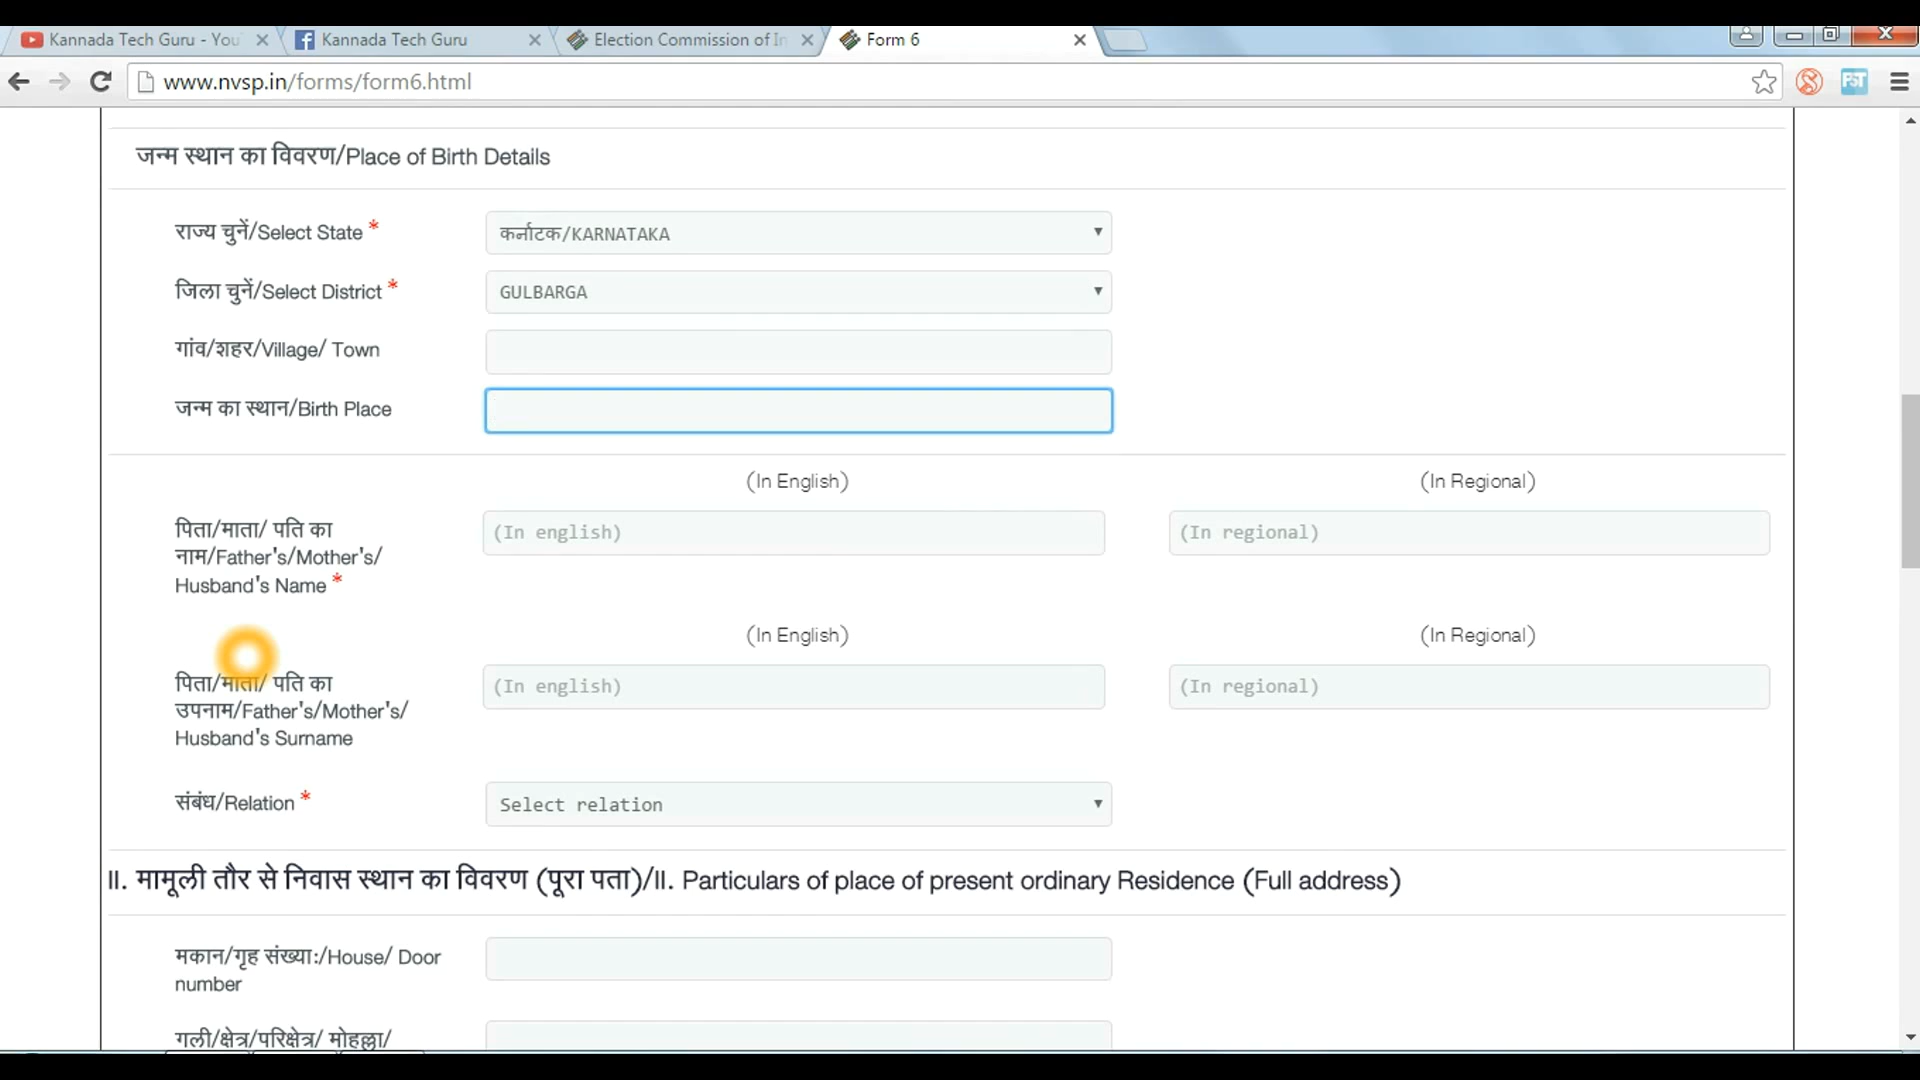 Kannada Tech Guru - You
Kannada Tech Guru
Election Commission of In
Form 6
www.nvsp.in/forms/form6.html
PST
जन्म स्थान का विवरण/Place of Birth Details
राज्य चुनें/Select State *
कर्नाटक/KARNATAKA
जिला चुनें/Select District *
GULBARGA
गांव/शहर/Village/ Town
जन्म का स्थान/Birth Place
(In English)
(In Regional)
पिता/माता/ पति का
नाम/Father's/Mother's/
Husband's Name *
(In english)
(In regional)
(In English)
(In Regional)
पिता/माता/ पति का
उपनाम/Father's/Mother's/
Husband's Surname
(In english)
(In regional)
संबंध/Relation *
Select relation
II. मामूली तौर से निवास स्थान का विवरण (पूरा पता)/II. Particulars of place of present ordinary Residence (Full address)
मकान/गृह संख्या:/House/ Door
number
गली/क्षेत्र/परिक्षेत्र/ मोहल्ला/